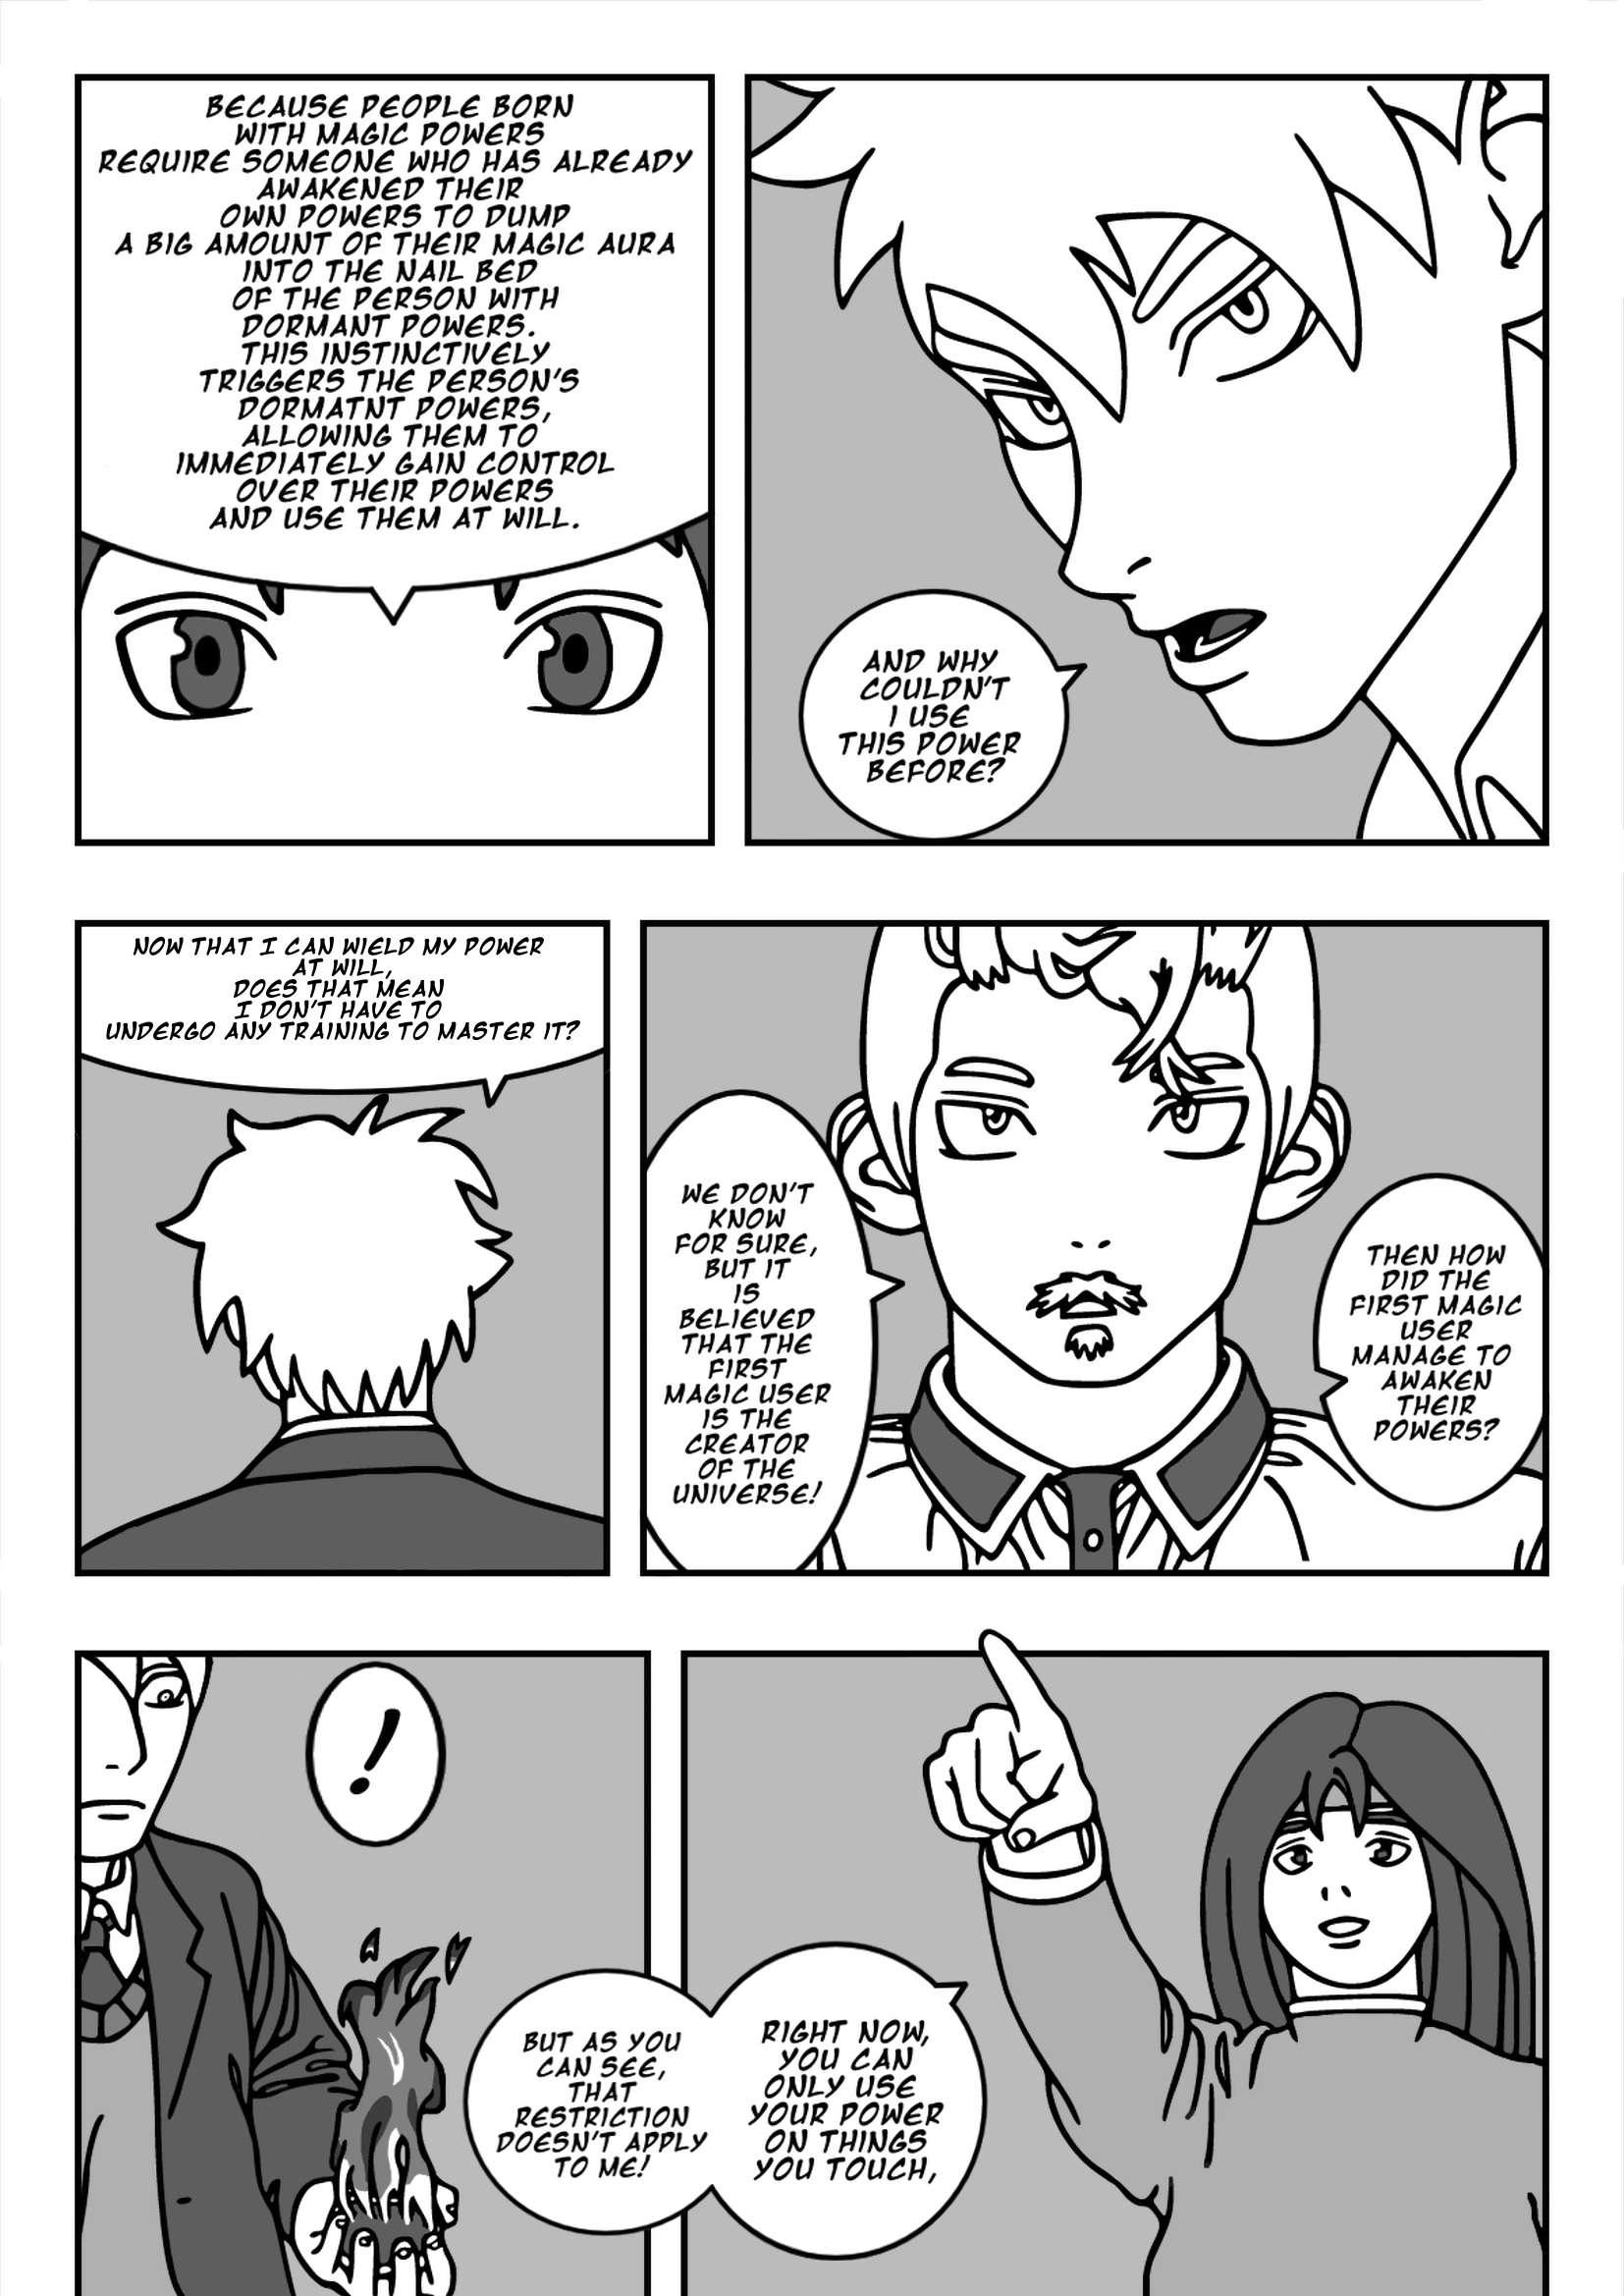 AND WHY
COULDN'T
I USE
THIS POWER
BEFORE?
BECAUSE PEOPLE BORN
WITH MAGIC POWERS
REQUIRE SOMEONE WHO HAS ALREADY
AWAKENED THEIR
OWN POWERS TO DUMP
A BIG AMOUNT OF THEIR MAGIC AURA
INTO THE NAIL BED
OF THE PERSON WITH
DORMANT POWERS.
THIS INSTINCTIVELY
TRIGGERS THE PERSON'S
DORMATNT POWERS,
ALLOWING THEM TO
IMMEDIATELY GAIN CONTROL
OVER THEIR POWERS
AND USE THEM AT WILL.
THEN HOW
DID THE
FIRST MAGIC
USER
MANAGE TO
AWAKEN
THEIR
POWERS?
WE DON'T
KNOW
FOR SURE,
BUT IT
IS
BELIEVED
THAT THE
FIRST
MAGIC USER
IS THE
CREATOR
OF THE
UNIVERSE!
NOW THAT I CAN WIELD MY POWER
AT WILL,
DOES THAT MEAN
I DON'T HAVE TO
UNDERGO ANY TRAINING TO MASTER IT?
RIGHT NOW,
YOU CAN
ONLY USE
YOUR POWER
ON THINGS
YOU TOUCH,
BUT AS YOU
CAN SEE,
THAT
RESTRICTION
DOESN'T APPLY
TO ME!
!